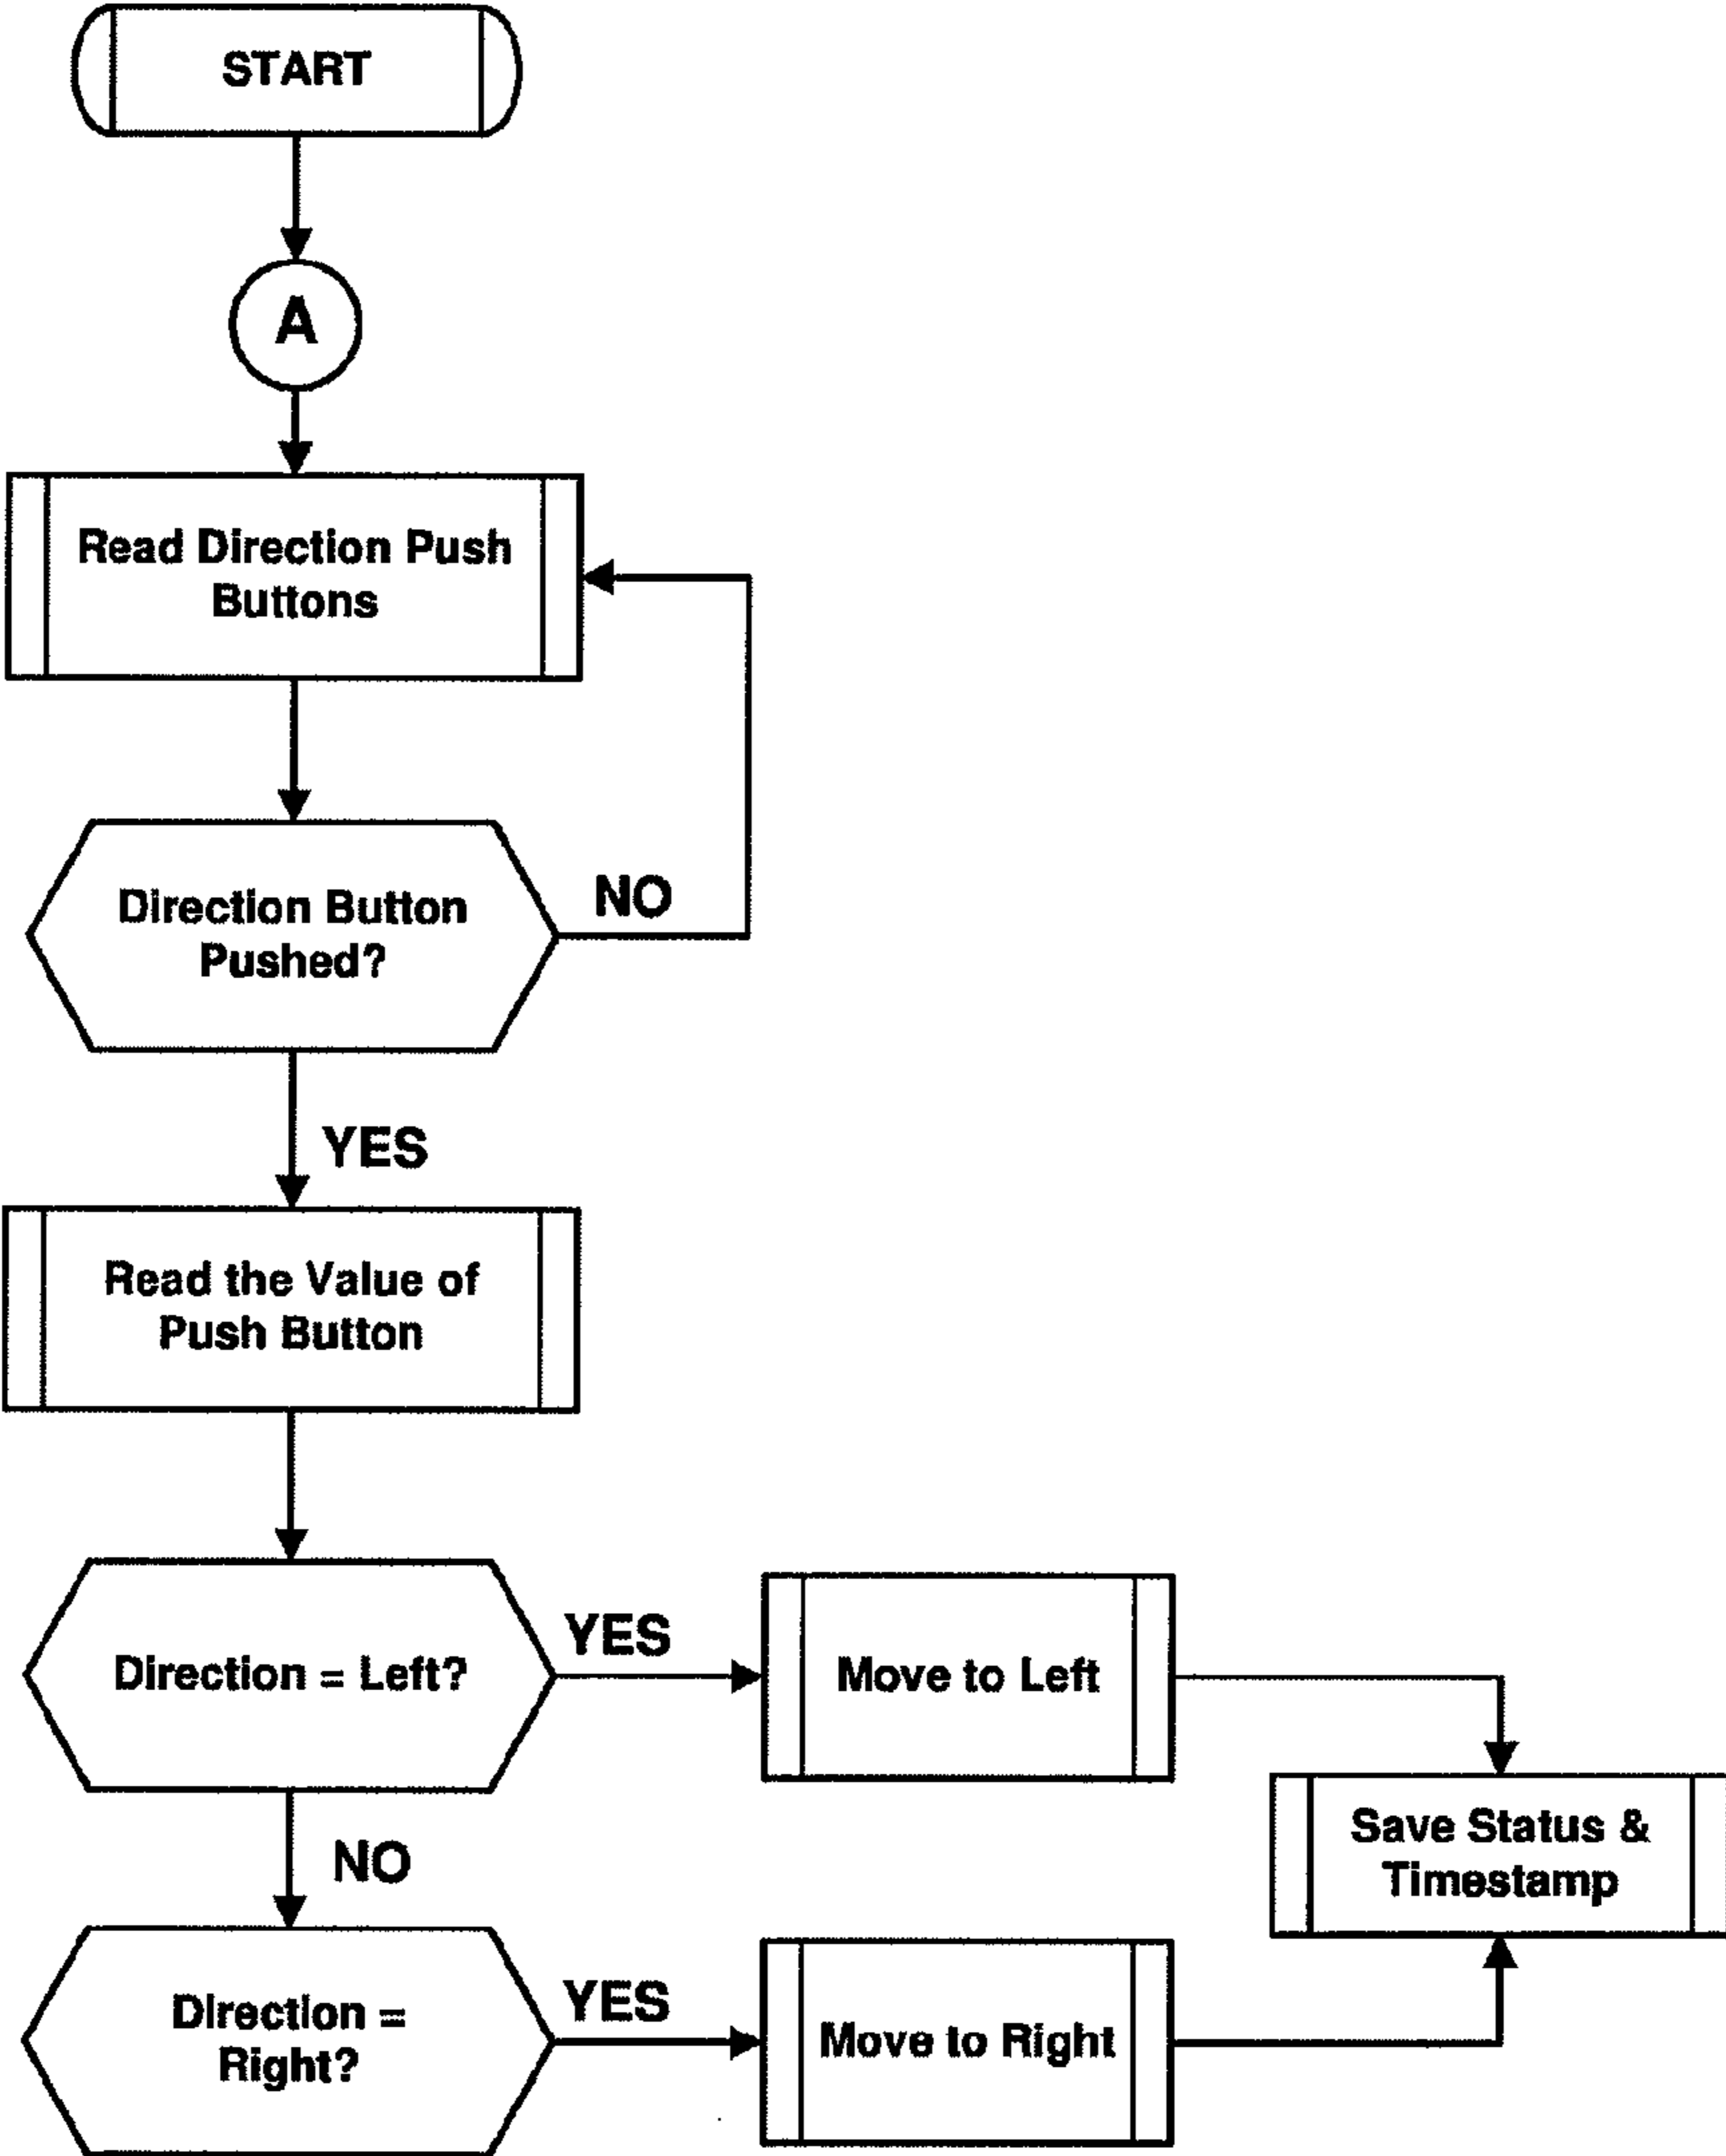 START
A
Read Direction Push
Buttons
Direction Button
Pushed?
NO
YES
Read the Value of
Push Button
Direction = Left?
YES
Move to Left
Save Status &
Timestamp
NO
Direction =
Right?
YES
Move to Right